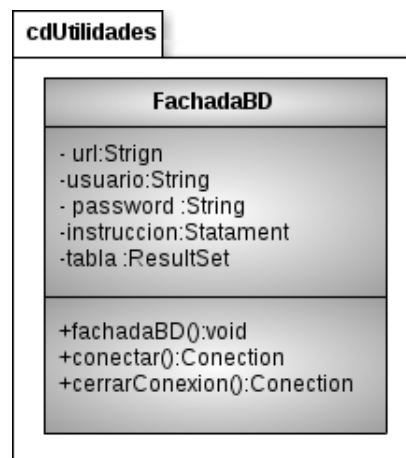 cdUtilidades
FachadaBD
- url:Strign
-usuario:String
- password :String
-instruccion:Statament
-tabla :ResultSet
+fachadaBD():void
+conectar():Conection
+cerrarConexion():Conection